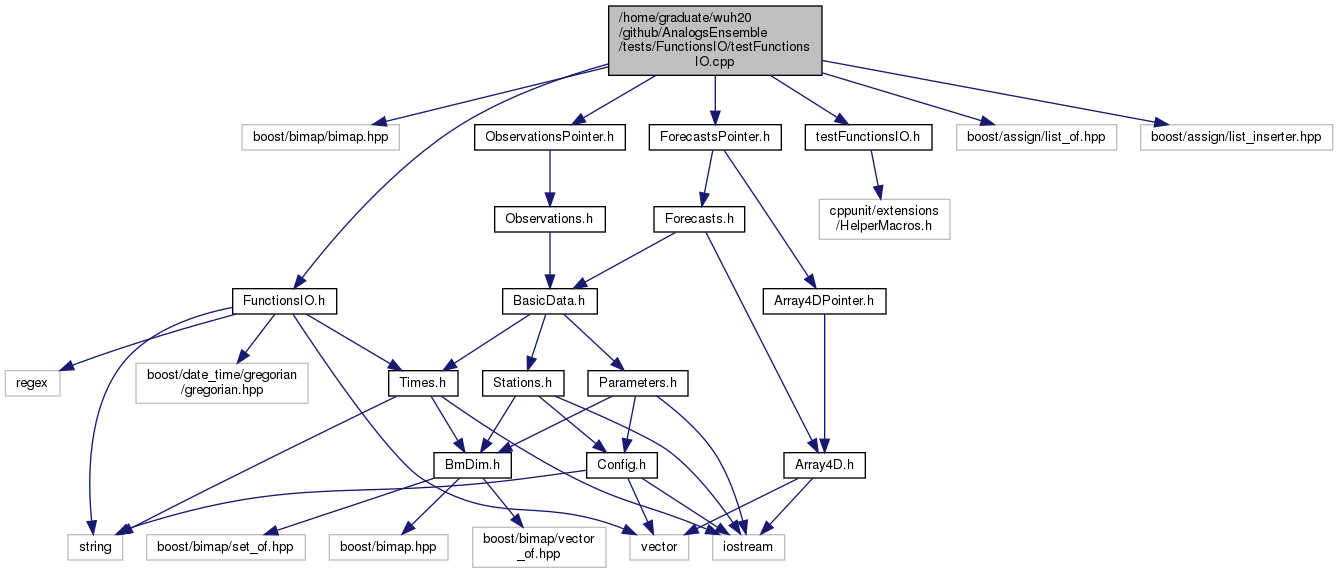 /home/graduate/wuh20
/github/AnalogsEnsemble
/tests/FunctionsIO/testFunctions
IO.cpp
boost/bimap/bimap.hpp
ObservationsPointer.h
ForecastsPointer.h
testFunctionsIO.h
boost/assign/list_of.hpp
boost/assign/list_inserter.hpp
Observations.h
Forecasts.h
cppunit/extensions
/HelperMacros.h
FunctionsIO.h
BasicData.h
Array4DPointer.h
regex
boost/date_time/gregorian
/gregorian.hpp
Times.h
Stations.h
Parameters.h
BmDim.h
Config.h
Array4D.h
string
boost/bimap/set_of.hpp
boost/bimap.hpp
boost/bimap/vector
_of.hpp
vector
iostream